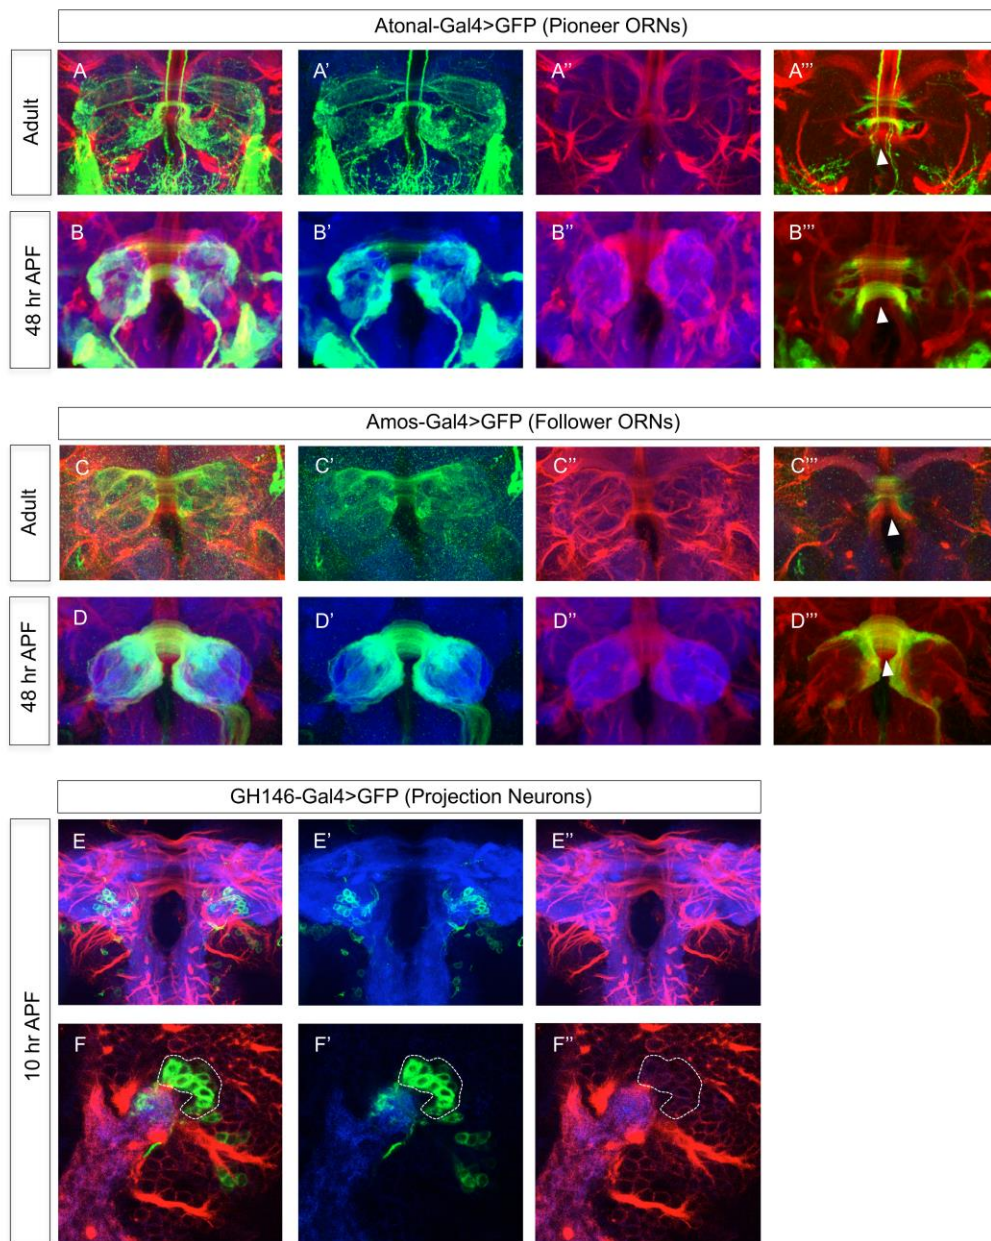 Atonal-Gal4>GFP (Pioneer ORNs)
Adult
A A' A'' A'''
48 hr APF
B B' B'' B'''
Amos-Gal4>GFP (Follower ORNs)
Adult
C C' C'' C'''
48 hr APF
D D' D'' D'''
GH146-Gal4>GFP (Projection Neurons)
10 hr APF
E E' E''
F F' F''